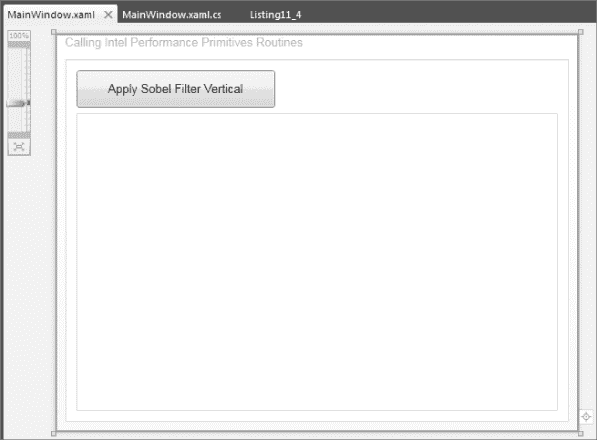 MainWindow.xaml MainWindow.xaml.cs Listing11_4
100%
Calling Intel Performance Primitives Routines
Apply Sobel Filter Vertical